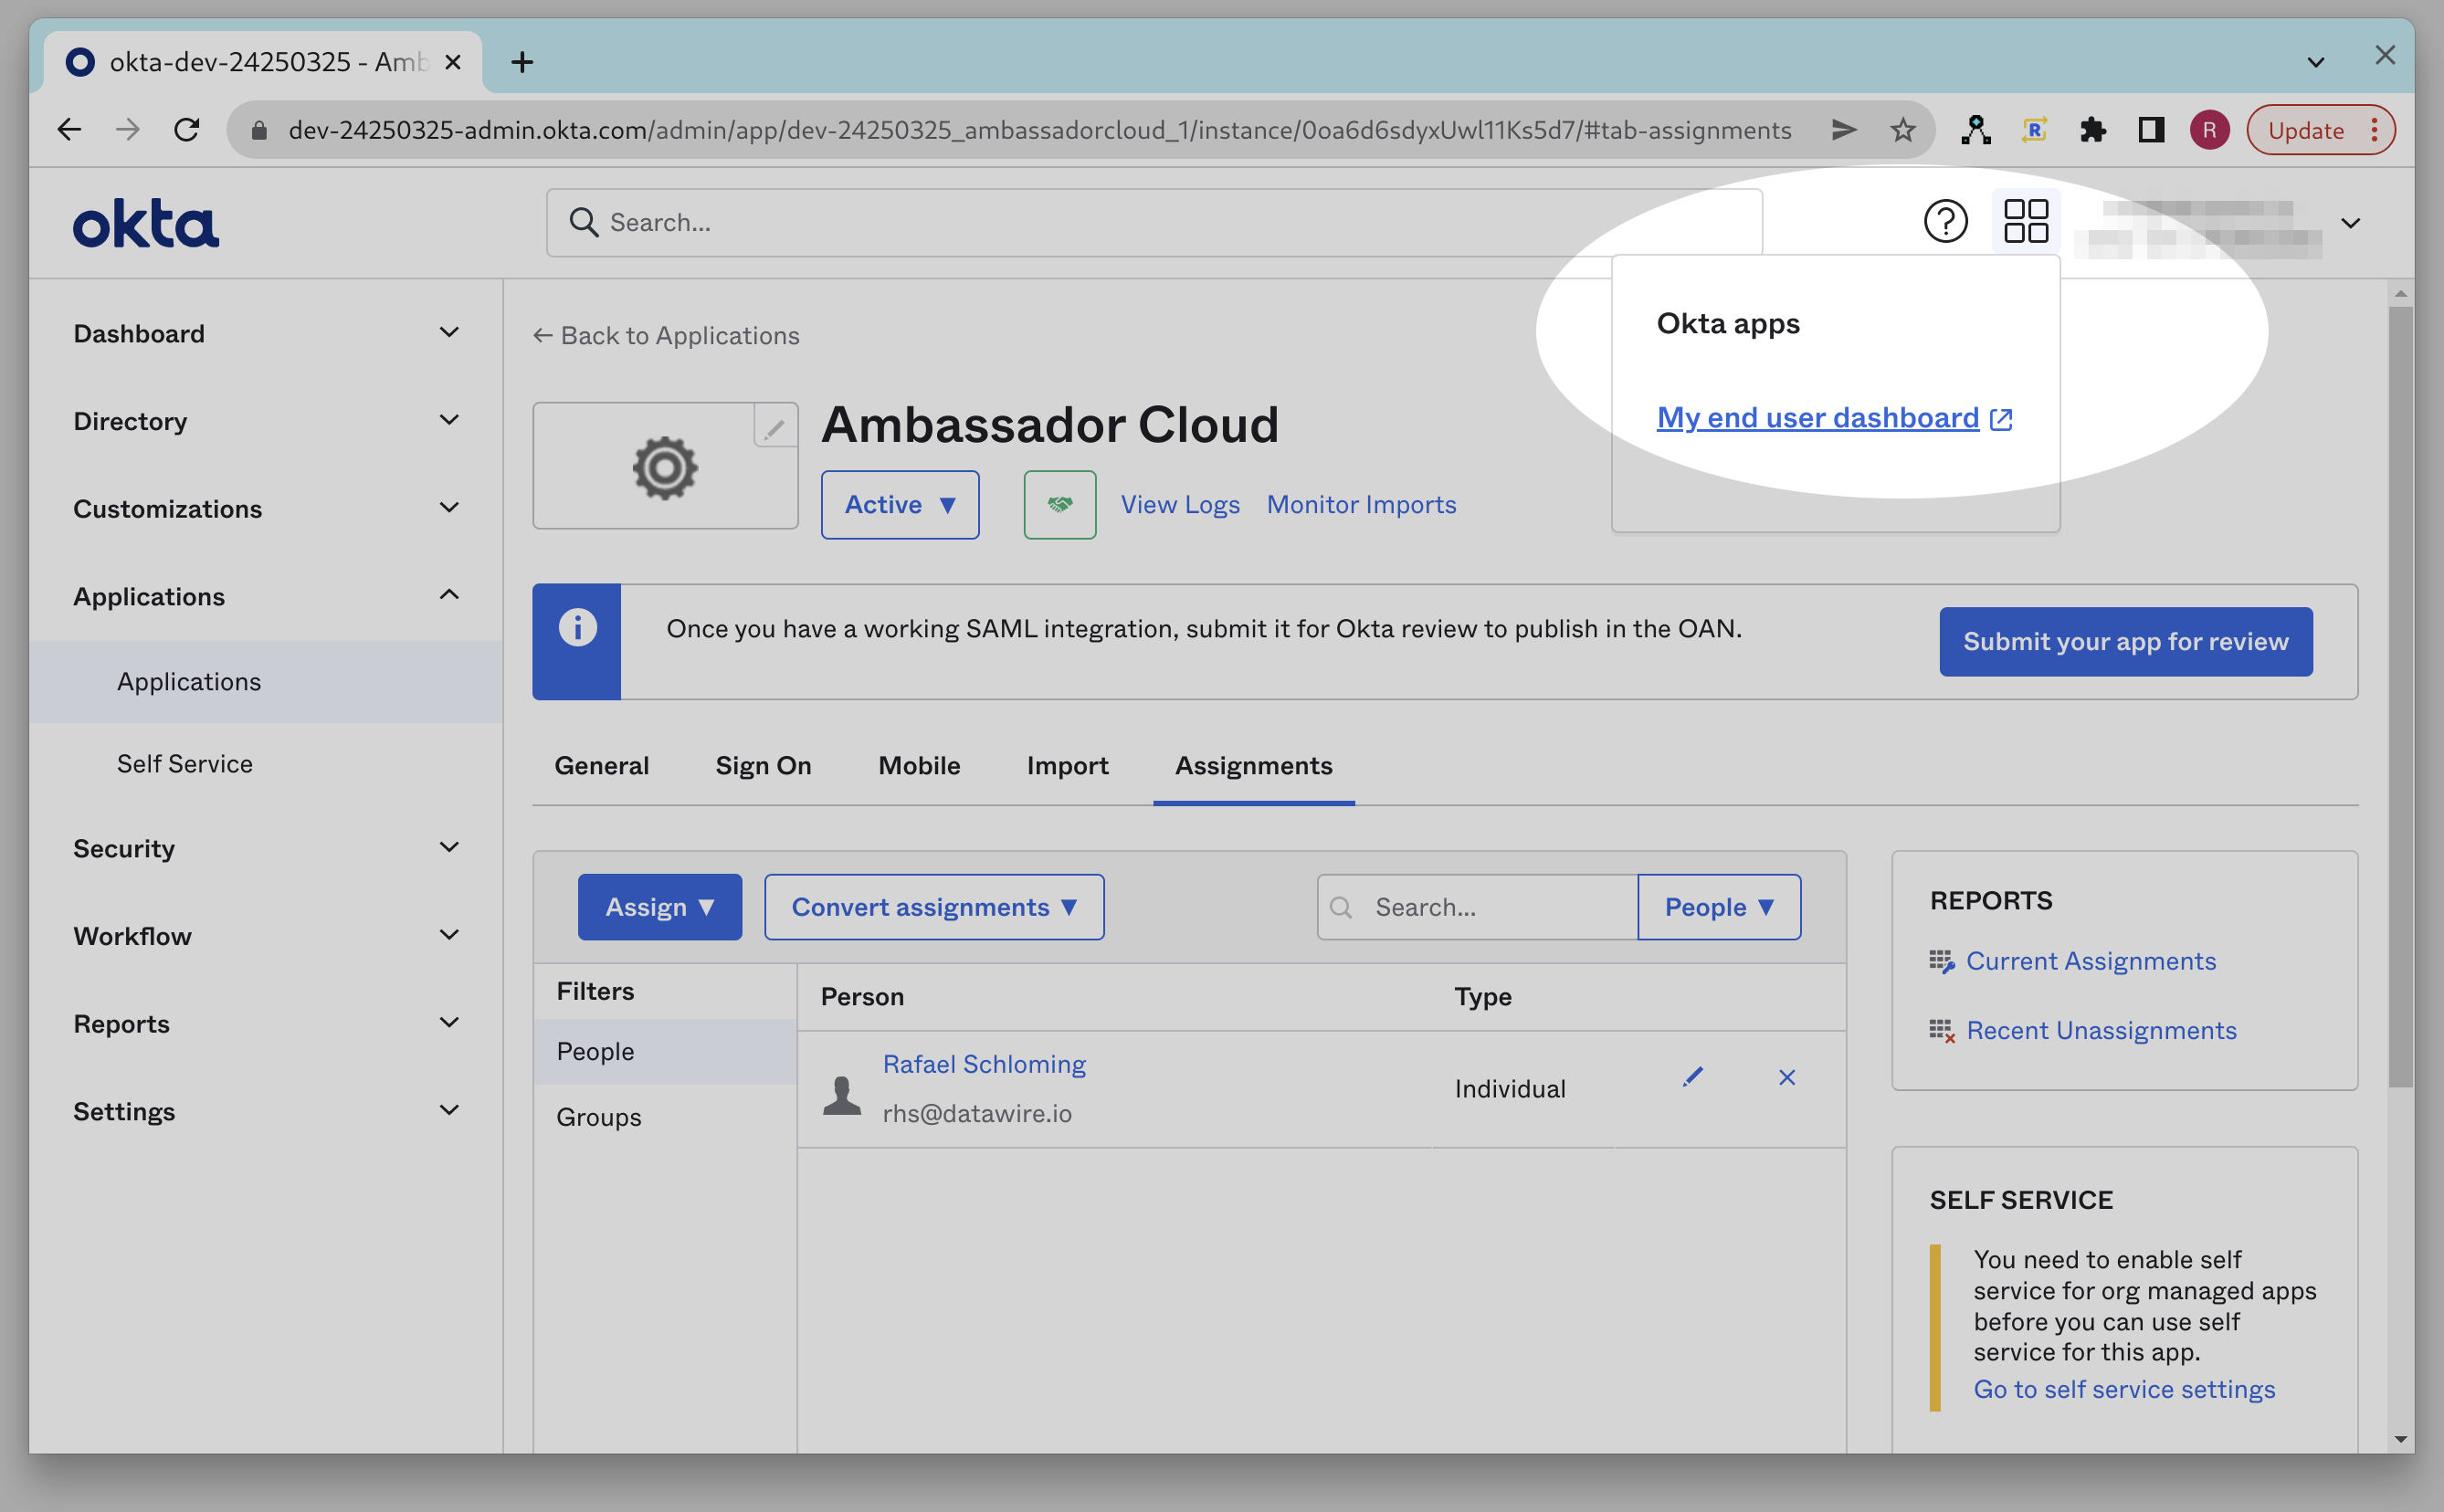 okta-dev-24250325 - Amb
dev-24250325-admin.okta.com/admin/app/dev-24250325_ambassadorcloud_1/instance/0oa6d6sdyxUwl11Ks5d7/#tab-assignments
R
R
Update
okta
Search...
Okta apps
My end user dashboard
Dashboard
Directory
Customizations
Applications
Applications
Self Service
Security
Workflow
Reports
Settings
← Back to Applications
Ambassador Cloud
Active ▼
View Logs
Monitor Imports
Once you have a working SAML integration, submit it for Okta review to publish in the OAN.
Submit your app for review
General
Sign On
Mobile
Import
Assignments
Assign ▼
Convert assignments ▼
Search...
People ▼
Filters
People
Groups
Person
Type
Rafael Schloming
rhs@datawire.io
Individual
REPORTS
Current Assignments
Recent Unassignments
SELF SERVICE
You need to enable self
service for org managed apps
before you can use self
service for this app.
Go to self service settings